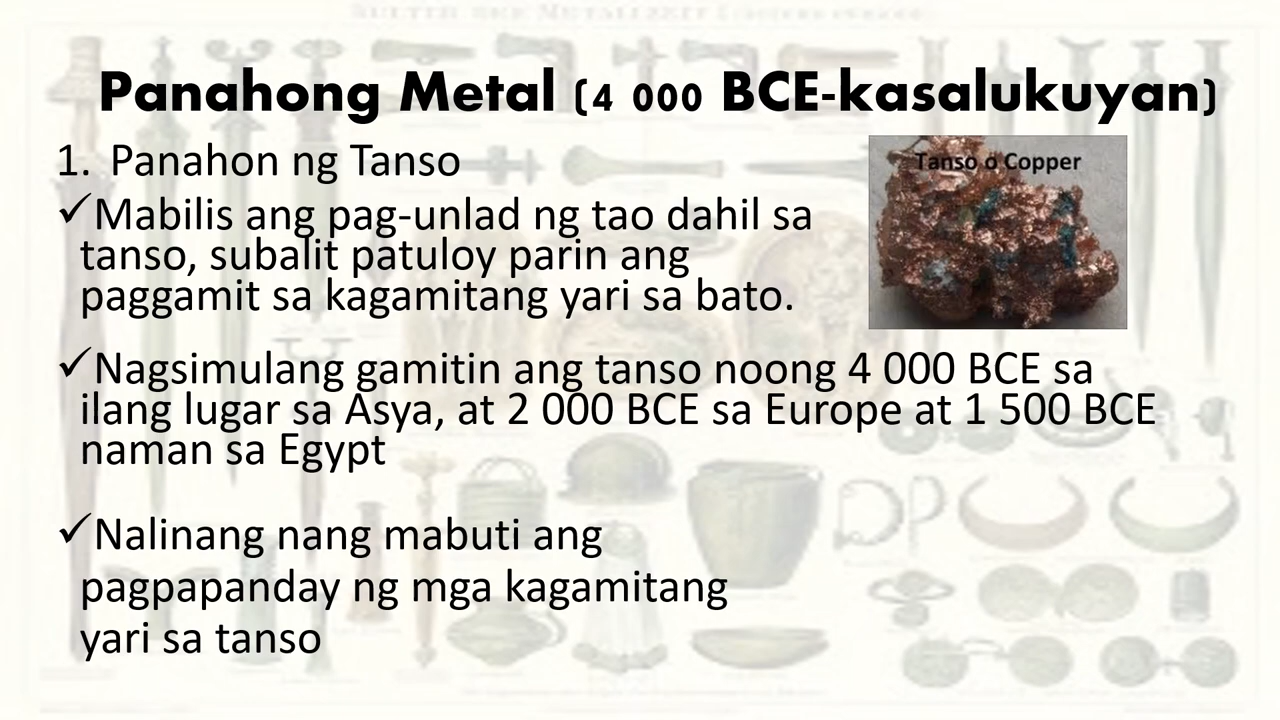 Panahong Metal (4 000 BCE-kasalukuyan)
1. Panahon ng Tanso
Tanso o Copper
✓Mabilis ang pag-unlad ng tao dahil sa
tanso, subalit patuloy parin ang
paggamit sa kagamitang yari sa bato.
✓Nagsimulang gamitin ang tanso noong 4 000 BCE sa
ilang lugar sa Asya, at 2 000 BCE sa Europe at 1 500 BCE
naman sa Egypt
✓Nalinang nang mabuti ang
pagpapanday ng mga kagamitang
yari sa tanso